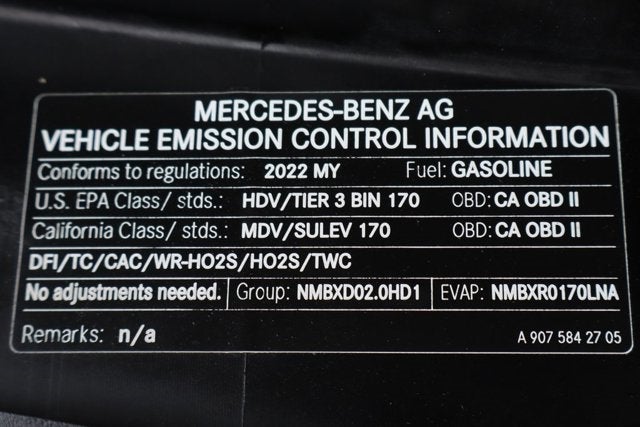 MERCEDES-BENZ AG
VEHICLE EMISSION CONTROL INFORMATION
Conforms to regulations: 2022 MY Fuel: GASOLINE
U.S. EPA Class/ stds.: HDV/TIER 3 BIN 170 OBD: CA OBD II
California Class/ stds.: MDV/SULEV 170 OBD: CA OBD II
DFI/TC/CAC/WR-HO2S/HO2S/TWC
No adjustments needed. Group: NMBXD02.0HD1 EVAP: NMBXR0170LNA
Remarks: n/a A 907 584 27 05